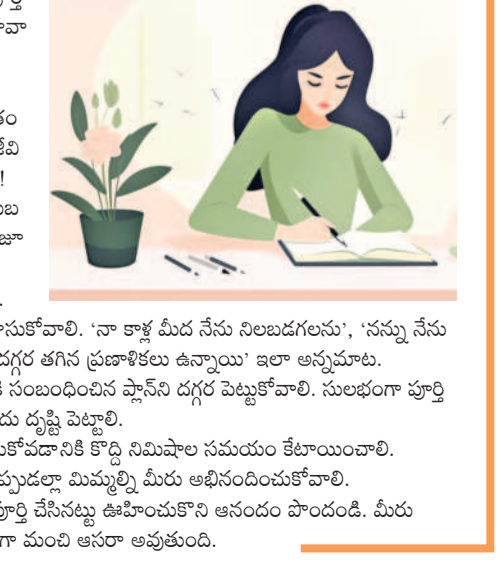 తం
!
సుకోవాలి. ‘నా కాళ్ల మీద నేను నిలబడగలను’, ‘నన్ను నేను
దగ్గర తగిన ప్రణాళికలు ఉన్నాయి’ ఇలా అన్నమాట.
కి సంబంధించిన ప్లాన్‌ని దగ్గర పెట్టుకోవాలి. సులభంగా పూర్తి
దు దృష్టి పెట్టాలి.
కోవడానికి కొద్ది నిమిషాల సమయం కేటాయించాలి.
ప్పుడల్లా మిమ్మల్ని మీరు అభినందించుకోవాలి.
పూర్తి చేసినట్టు ఊహించుకొని ఆనందం పొందండి. మీరు
గా మంచి ఆసరా అవుతుంది.